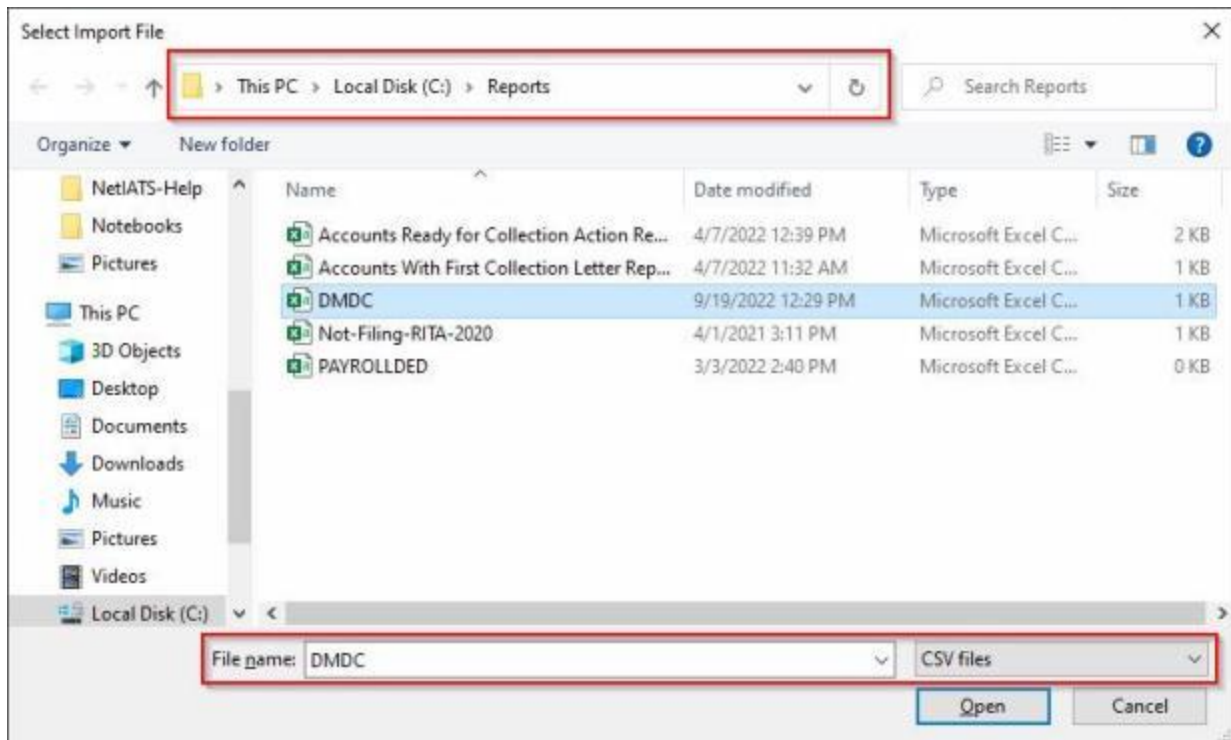 Select Import File
This PC > Local Disk (C:) > Reports
Search Reports
Organize
New folder
Name Date modified Type Size
NetIATS-Help
Notebooks
Pictures
This PC
3D Objects
Desktop
Documents
Downloads
Music
Pictures
Videos
Local Disk (C:)
Accounts Ready for Collection Action Re... 4/7/2022 12:39 PM Microsoft Excel C... 2 KB
Accounts With First Collection Letter Rep... 4/7/2022 11:32 AM Microsoft Excel C... 1 KB
DMDC 9/19/2022 12:29 PM Microsoft Excel C... 1 KB
Not-Filing-RITA-2020 4/1/2021 3:11 PM Microsoft Excel C... 1 KB
PAYROLLDED 3/3/2022 2:40 PM Microsoft Excel C... 0 KB
File name: DMDC CSV files
Open Cancel